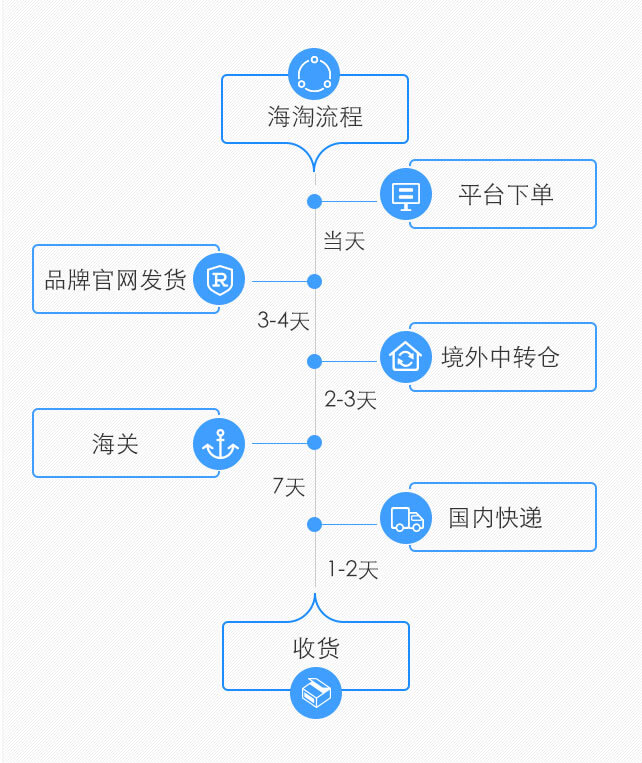 海淘流程
平台下单
当天
品牌官网发货
3-4天
境外中转仓
2-3天
海关
7天
国内快递
1-2天
收货